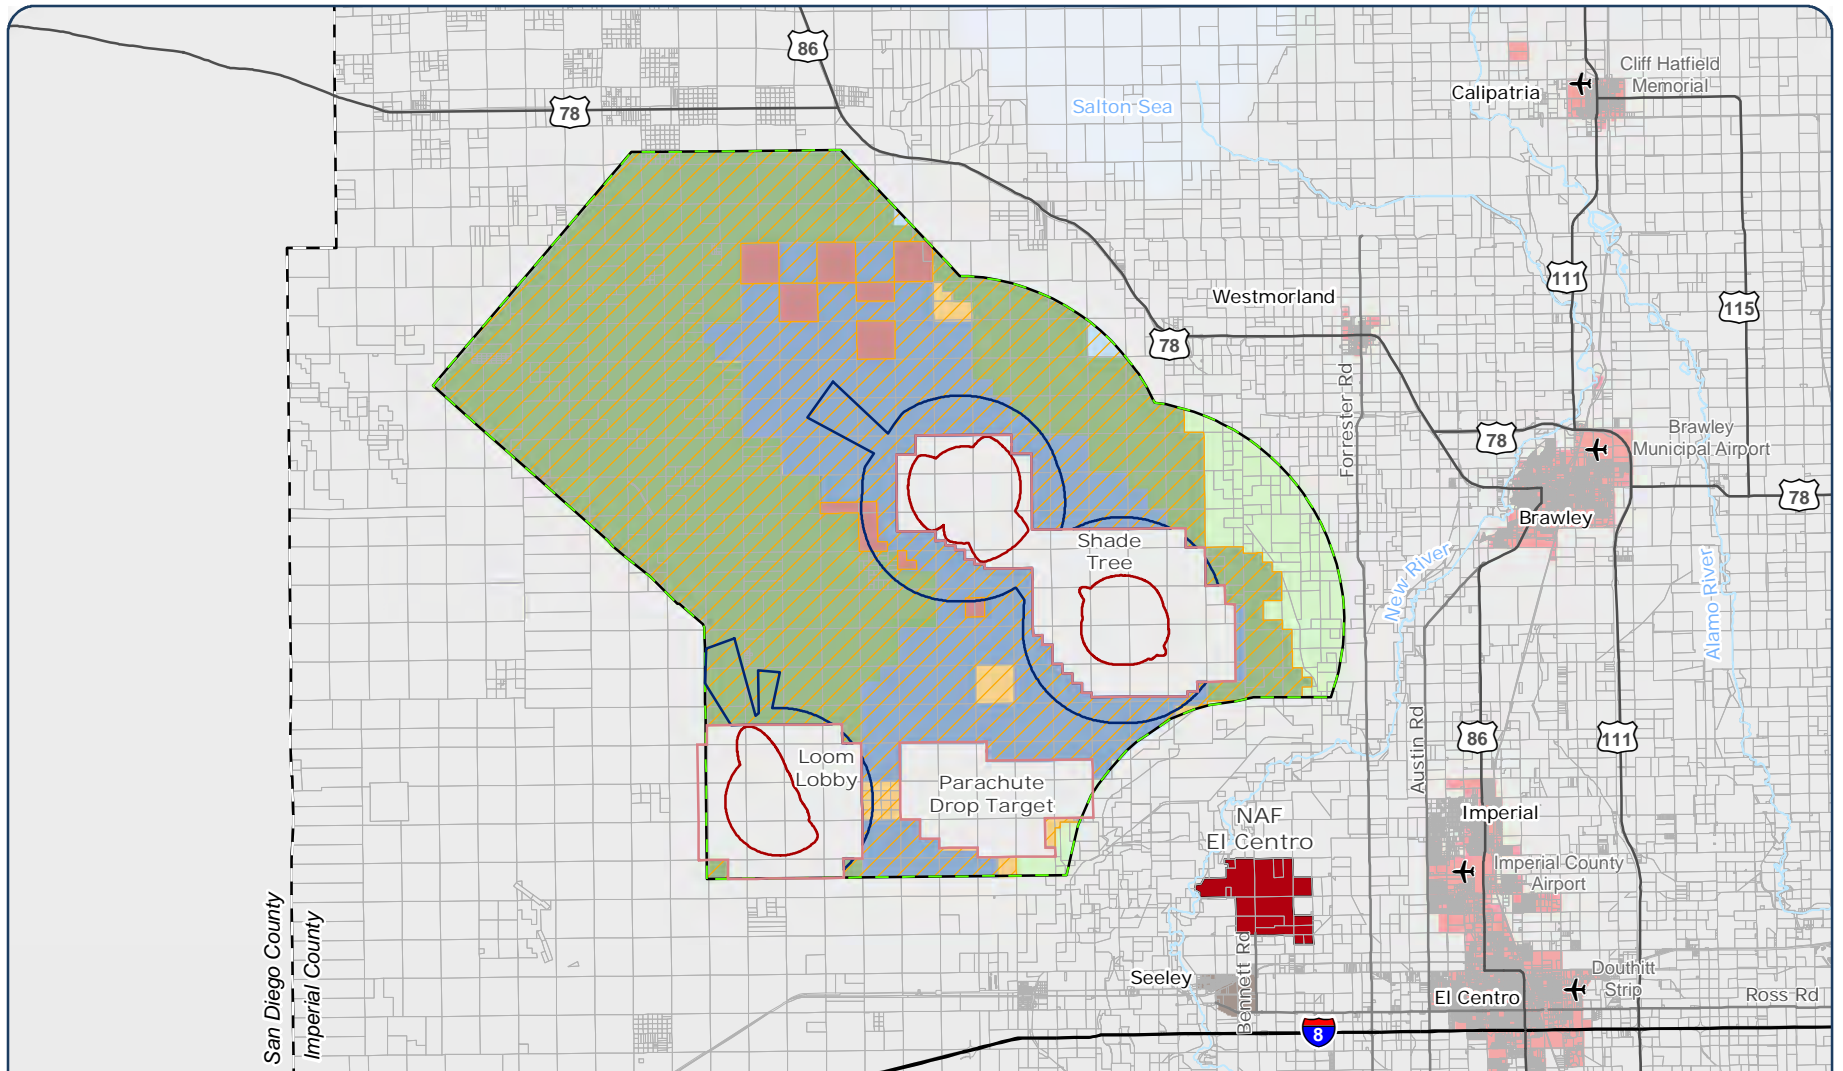 86
78
Salton Sea
Calipatria
Cliff Hatfield
Memorial
111
115
Westmorland
78
Forrester Rd
78
Brawley
Municipal Airport
78
Brawley
New River
Alamo River
Shade
Tree
Loom
Lobby
Parachute
Drop Target
Austin Rd
86
111
NAF
El Centro
Imperial
Imperial County
Airport
Bennett Rd
Seeley
El Centro
Douthitt
Strip
Ross Rd
8
San Diego County
Imperial County